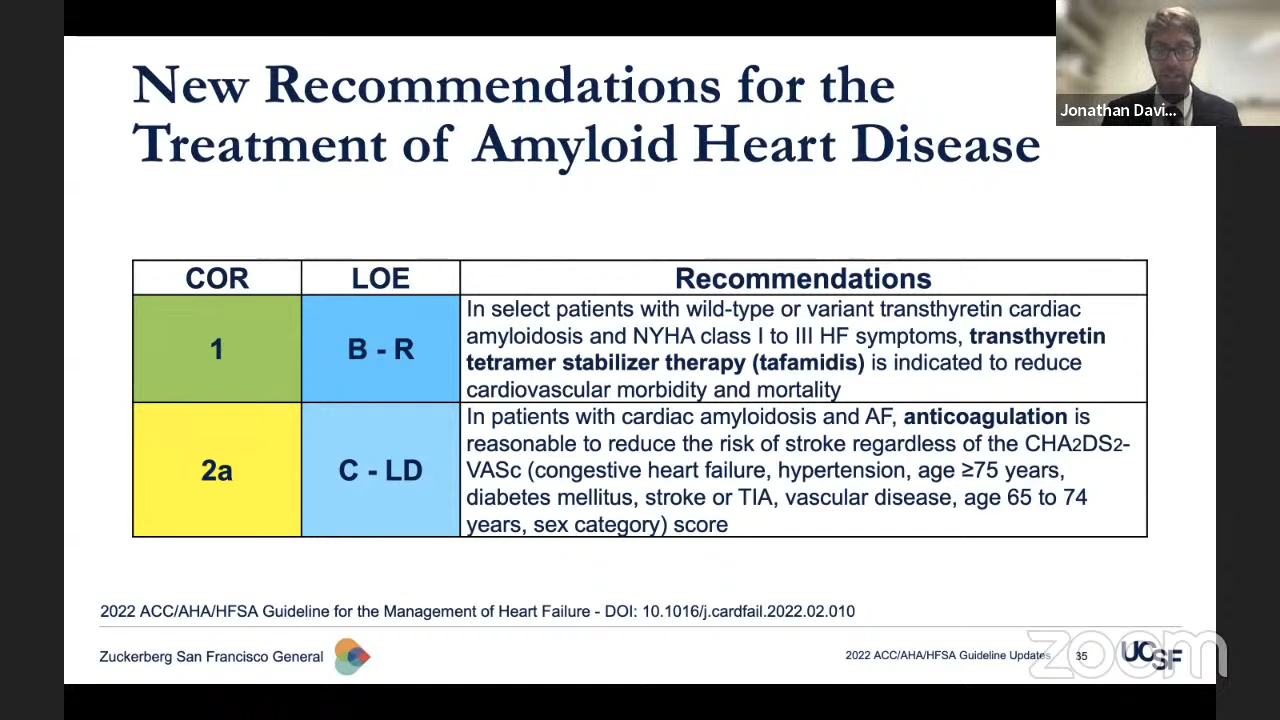 New Recommendations for the
Treatment of Amyloid Heart Disease
Jonathan Davi...
COR
LOE
Recommendations
1
B - R
In select patients with wild-type or variant transthyretin cardiac
amyloidosis and NYHA class I to III HF symptoms, transthyretin
tetramer stabilizer therapy (tafamidis) is indicated to reduce
cardiovascular morbidity and mortality
2a
C - LD
In patients with cardiac amyloidosis and AF, anticoagulation is
reasonable to reduce the risk of stroke regardless of the CHA2DS2-
VASc (congestive heart failure, hypertension, age ≥75 years,
diabetes mellitus, stroke or TIA, vascular disease, age 65 to 74
years, sex category) score
2022 ACC/AHA/HFSA Guideline for the Management of Heart Failure - DOI: 10.1016/j.cardfail.2022.02.010
Zuckerberg San Francisco General
2022 ACC/AHA/HFSA Guideline Updates
35
UCSF
zoom